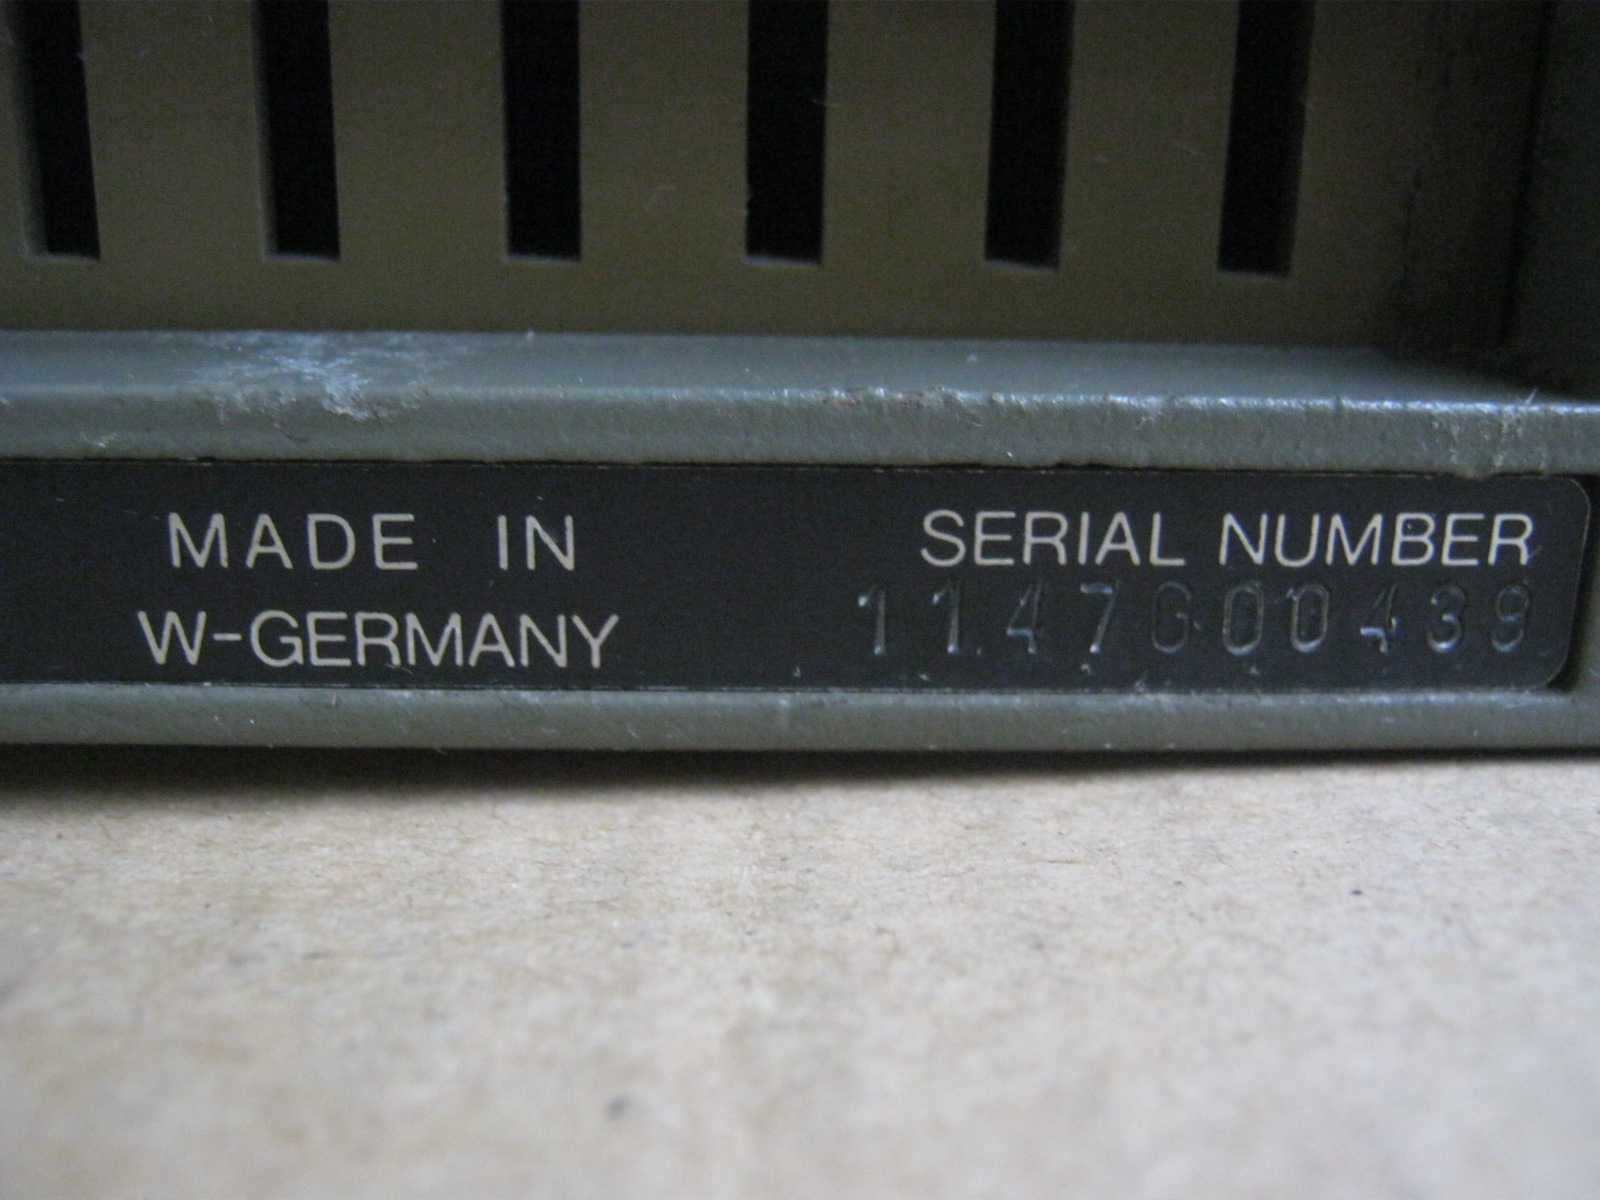 MADE IN
W-GERMANY
SERIAL NUMBER
1147G00439